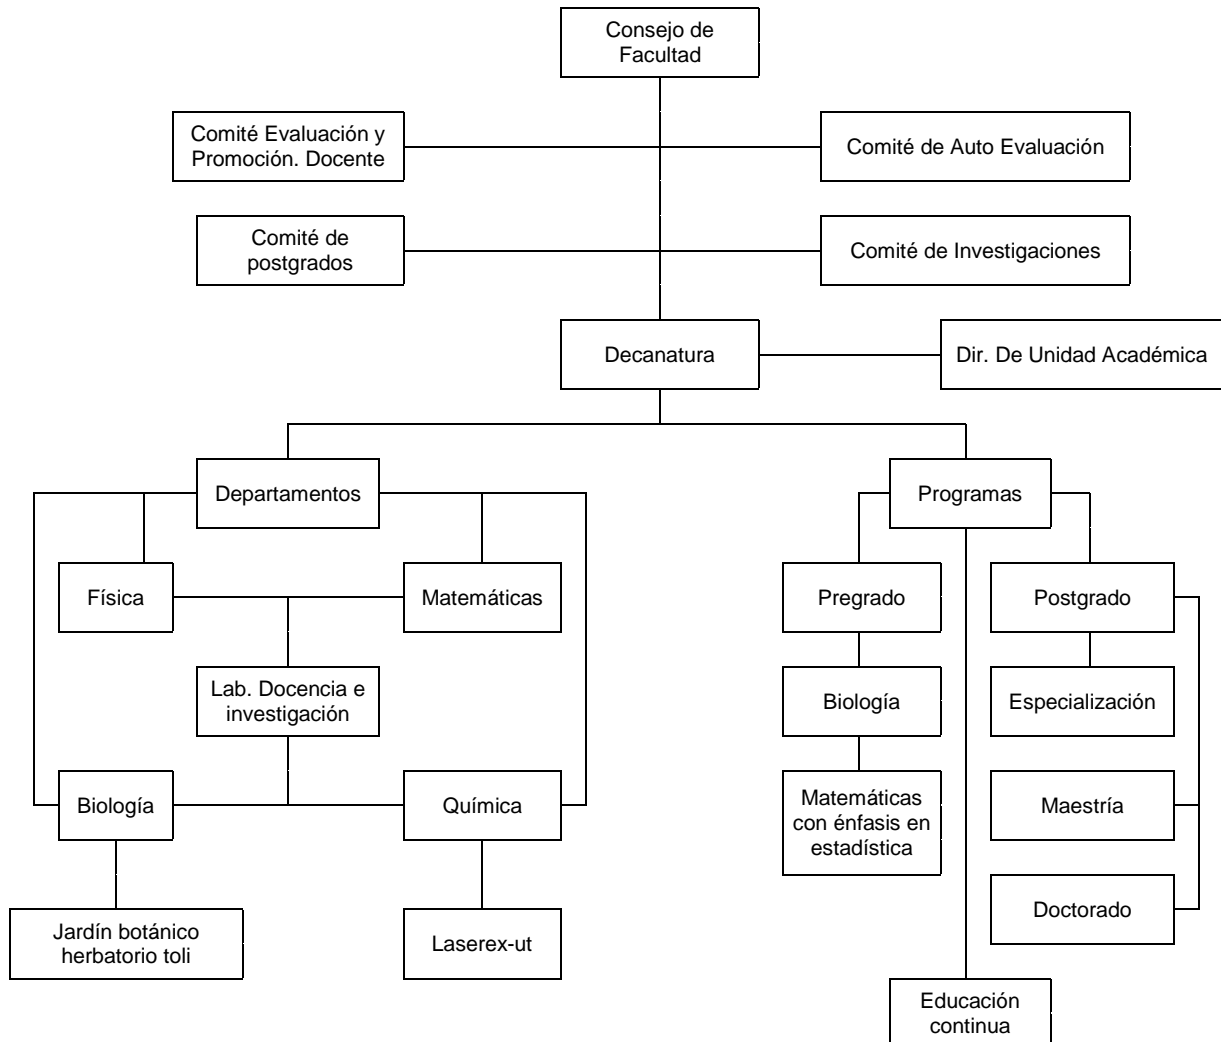 Consejo de
Facultad
Comité Evaluación y
Promoción. Docente
Comité de Auto Evaluación
Comité de
postgrados
Comité de Investigaciones
Decanatura
Dir. De Unidad Académica
Departamentos
Programas
Física
Matemáticas
Pregrado
Postgrado
Lab. Docencia e
investigación
Biología
Especialización
Biología
Química
Matemáticas
con énfasis en
estadística
Maestría
Jardín botánico
herbatorio toli
Laserex-ut
Doctorado
Educación
continua